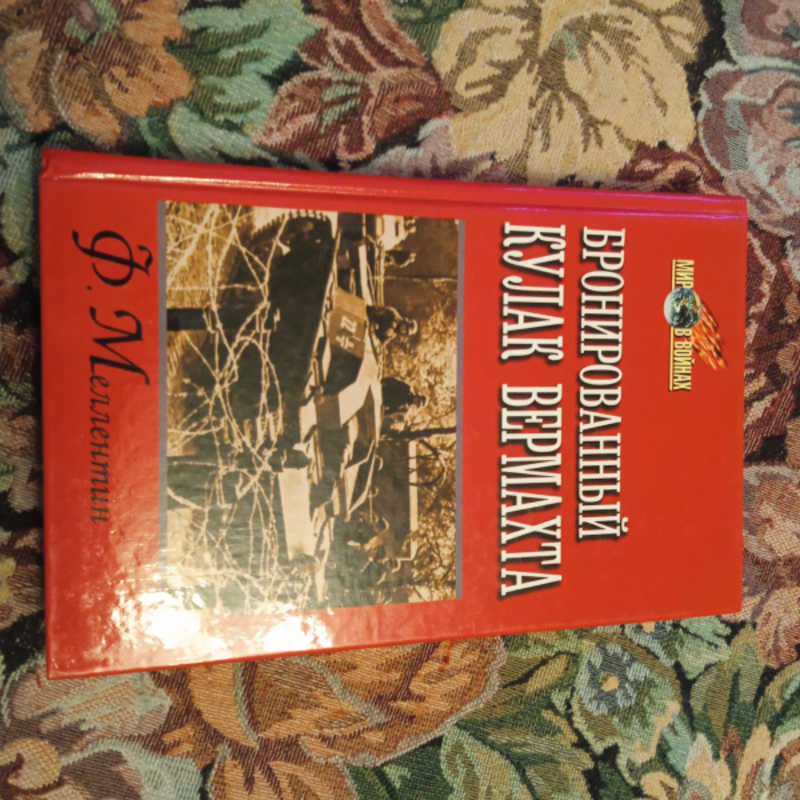 МИР В ВОЙНАХ
БРОНИРОВАННЫЙ
КУЛАК ВЕРМАХТА
Ф. Меллентин